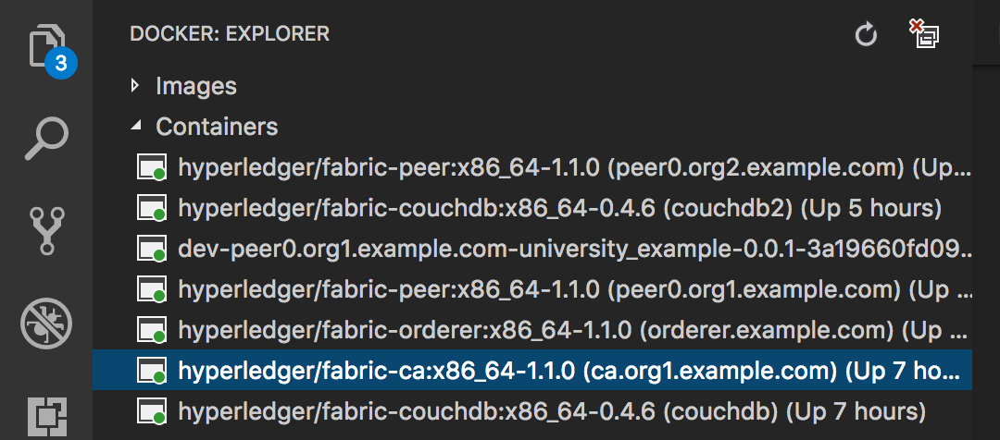 DOCKER: EXPLORER
3
Images
Containers
hyperledger/fabric-peer:x86_64-1.1.0 (peer0.org2.example.com) (Up...
hyperledger/fabric-couchdb:x86_64-0.4.6 (couchdb2) (Up 5 hours)
dev-peer0.org1.example.com-university_example-0.0.1-3a19660fd09...
hyperledger/fabric-peer:x86_64-1.1.0 (peer0.org1.example.com) (Up ...
hyperledger/fabric-orderer:x86_64-1.1.0 (orderer.example.com) (Up ...
hyperledger/fabric-ca:x86_64-1.1.0 (ca.org1.example.com) (Up 7 ho...
hyperledger/fabric-couchdb:x86_64-0.4.6 (couchdb) (Up 7 hours)